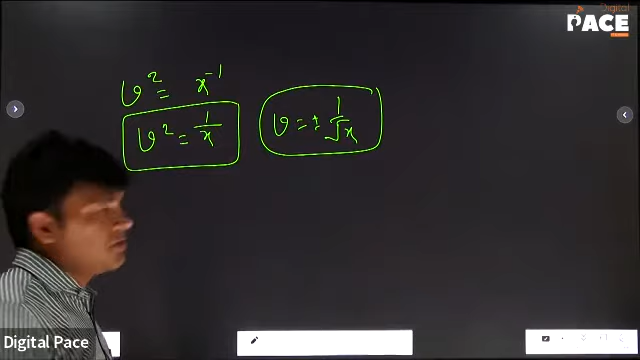 Digital
PACE
v² = x⁻¹
v² = 1/x
v = ± 1/√x
Digital Pace